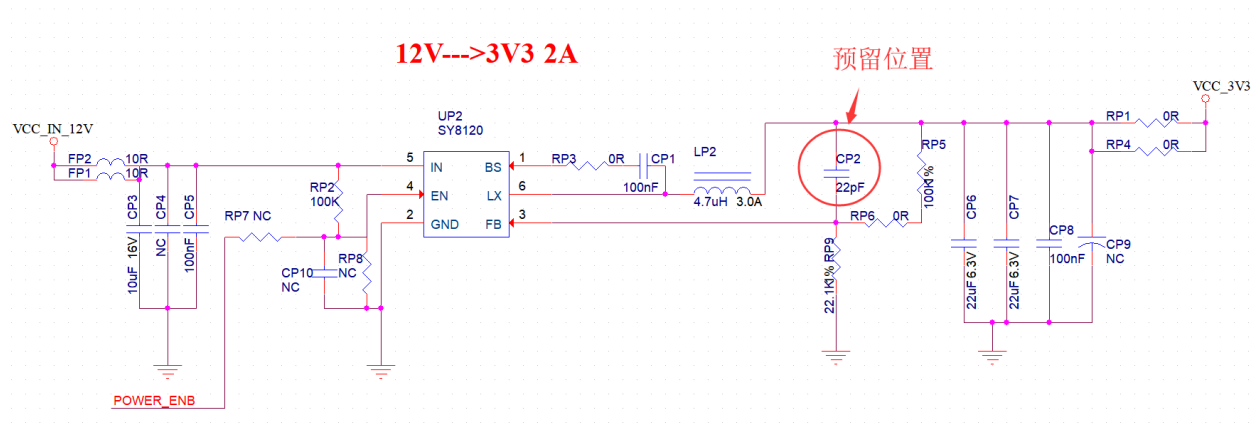 12V--->3V3 2A
预留位置
VCC_3V3
VCC_IN_12V
UP2
SY8120
FP2 10R
FP1 10R
RP1 0R
RP4 0R
5 IN BS 1
4 EN LX 6
2 GND FB 3
RP3 0R
CP1
100nF
LP2
4.7uH 3.0A
CP2
22pF
RP5
100K 1%
RP6 0R
RP9
22.1K 1%
RP2
100K
RP7 NC
RP8
NC
CP10
NC
CP3
10uF 16V
CP4
NC
CP5
100nF
CP6
22uF 6.3V
CP7
22uF 6.3V
CP8
100nF
CP9
NC
POWER_ENB